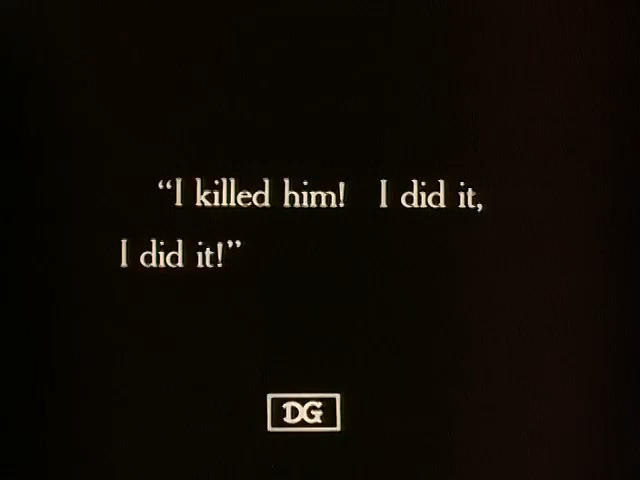 “I killed him! I did it,
I did it!”
DG